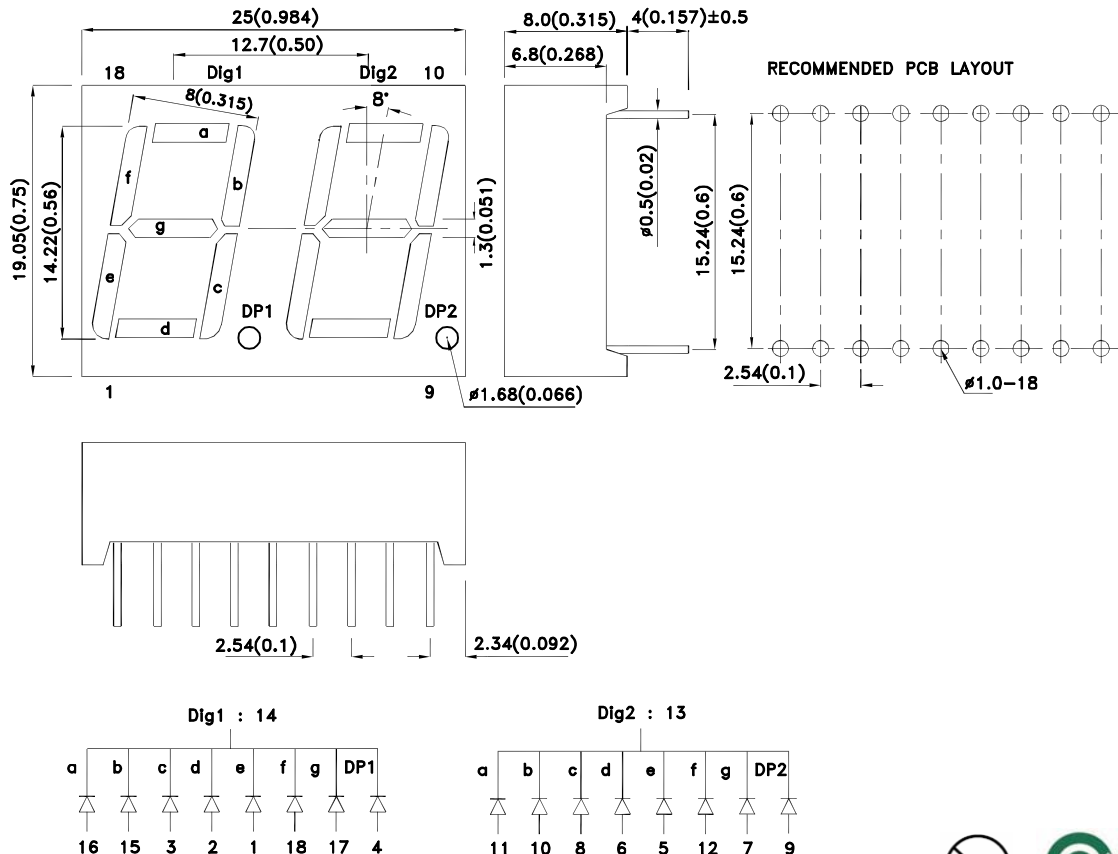 25(0.984)
12.7(0.50)
18 Dig1 Dig2 10
8(0.315)
8°
a
f
b
g
e
c
d
DP1 DP2
19.05(0.75)
14.22(0.56)
1.3(0.051)
1 9
ø1.68(0.066)
8.0(0.315) 4(0.157)±0.5
6.8(0.268)
ø0.5(0.02)
15.24(0.6)
RECOMMENDED PCB LAYOUT
15.24(0.6)
2.54(0.1)
ø1.0-18
2.54(0.1) 2.34(0.092)
Dig1 : 14
a b c d e f g DP1
16 15 3 2 1 18 17 4
Dig2 : 13
a b c d e f g DP2
11 10 8 6 5 12 7 9